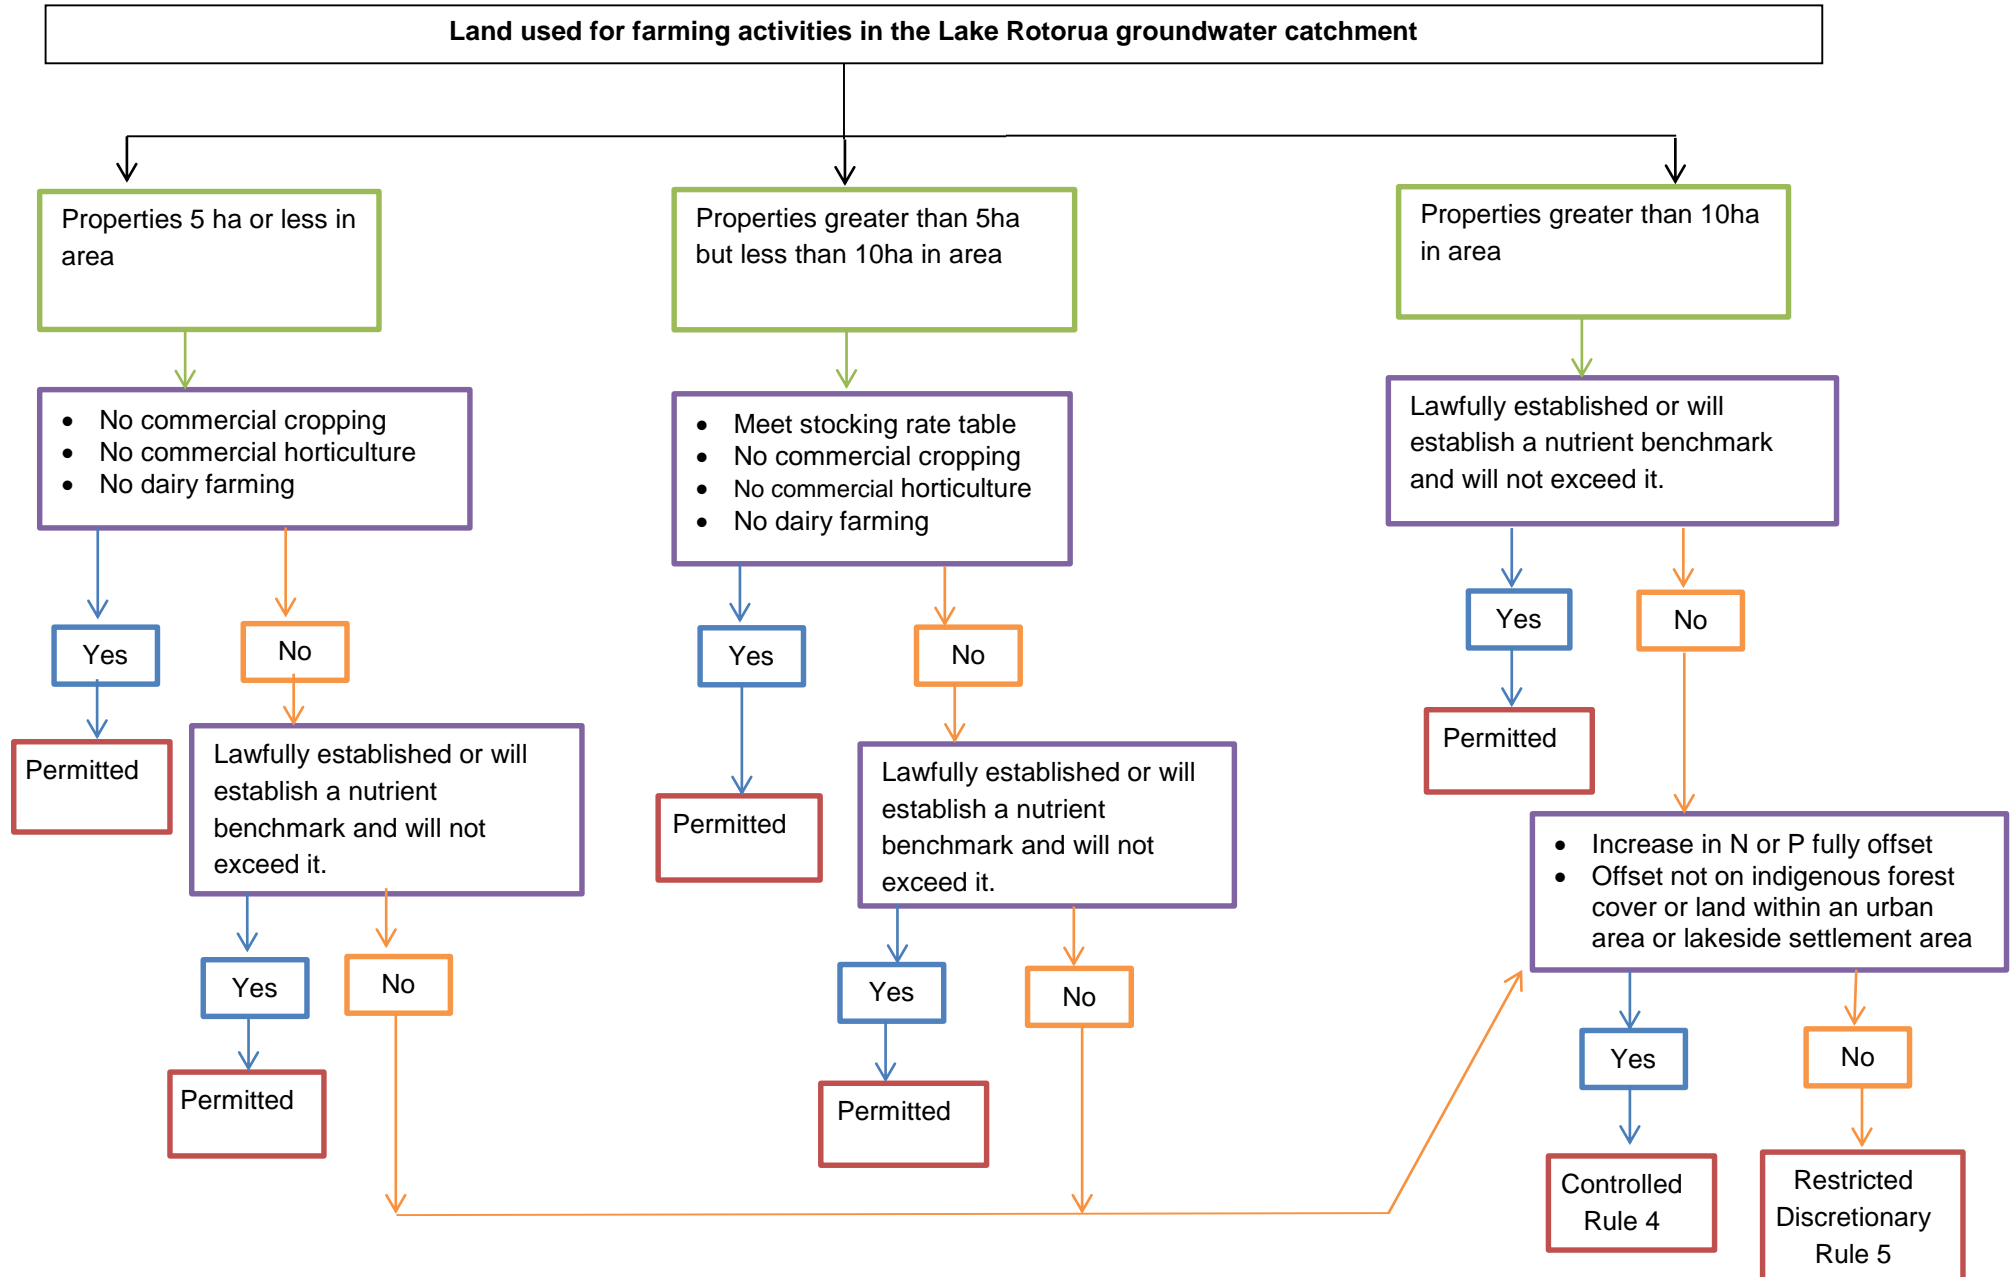 Land used for farming activities in the Lake Rotorua groundwater catchment
Properties 5 ha or less in
area
• No commercial cropping
• No commercial horticulture
• No dairy farming
Yes
No
Permitted
Lawfully established or will
establish a nutrient
benchmark and will not
exceed it.
Yes
No
Permitted
Properties greater than 5ha
but less than 10ha in area
• Meet stocking rate table
• No commercial cropping
• No commercial horticulture
• No dairy farming
Yes
No
Permitted
Lawfully established or will
establish a nutrient
benchmark and will not
exceed it.
Yes
No
Permitted
Properties greater than 10ha
in area
Lawfully established or will
establish a nutrient benchmark
and will not exceed it.
Yes
No
Permitted
• Increase in N or P fully offset
• Offset not on indigenous forest
cover or land within an urban
area or lakeside settlement area
Yes
No
Controlled
Rule 4
Restricted
Discretionary
Rule 5